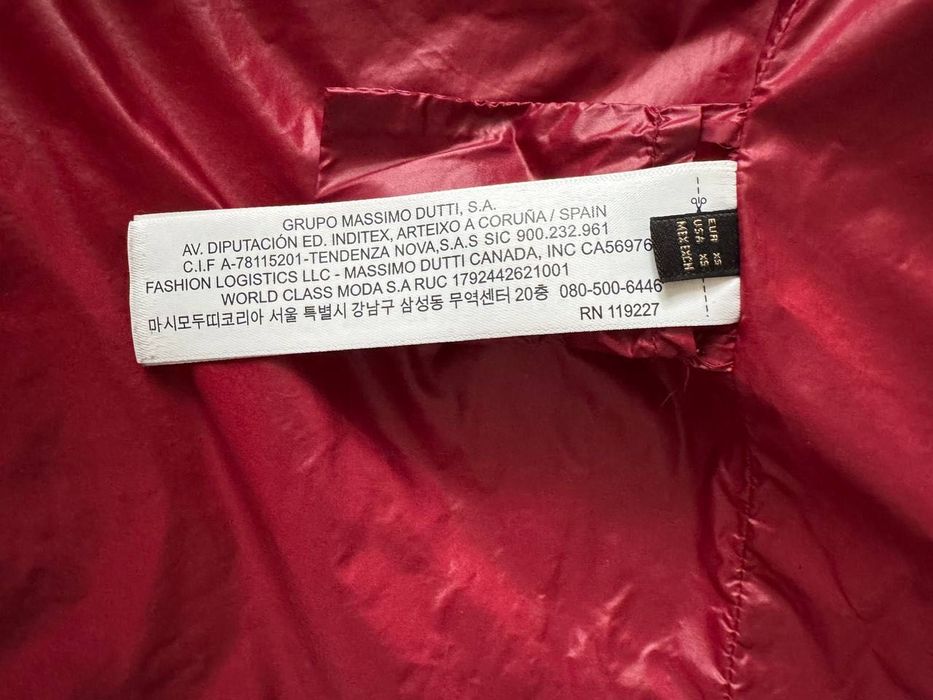 GRUPO MASSIMO DUTTI, S.A.
AV. DIPUTACIÓN ED. INDITEX, ARTEIXO A CORUÑA / SPAIN
C.I.F A-78115201-TENDENZA NOVA,S.A.S SIC 900.232.961
FASHION LOGISTICS LLC - MASSIMO DUTTI CANADA, INC CA56976
WORLD CLASS MODA S.A RUC 1792442621001
마시모두띠코리아 서울 특별시 강남구 삼성동 무역센터 20층 080-500-6446
RN 119227
EUR XS
USA XS
MEX EXCH